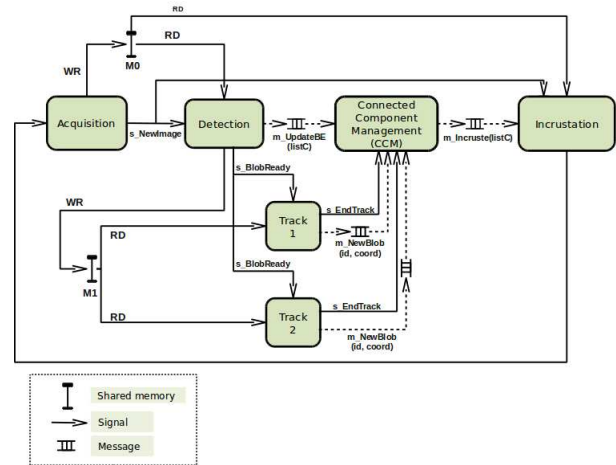 RD
RD
M0
WR
Acquisition
s_NewImage
Detection
m_UpdateBE
(listC)
Connected
Component
Management
(CCM)
m_Incruste(listC)
Incrustation
s_BlobReady
WR
s_EndTrack
RD
Track
1
m_NewBlob
(id, coord)
M1
s_BlobReady
s_EndTrack
RD
Track
2
m_NewBlob
(id, coord)
Shared memory
Signal
Message